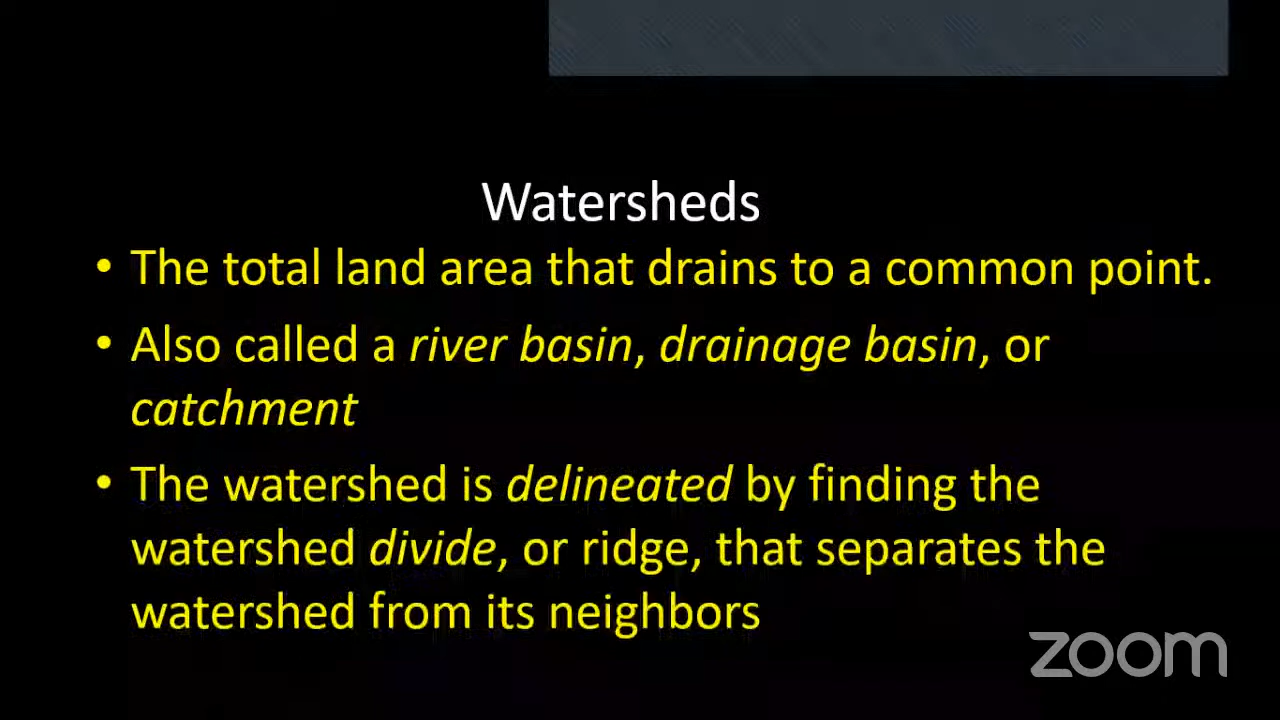 Watersheds
• The total land area that drains to a common point.
• Also called a river basin, drainage basin, or
catchment
• The watershed is delineated by finding the
watershed divide, or ridge, that separates the
watershed from its neighbors
zoom